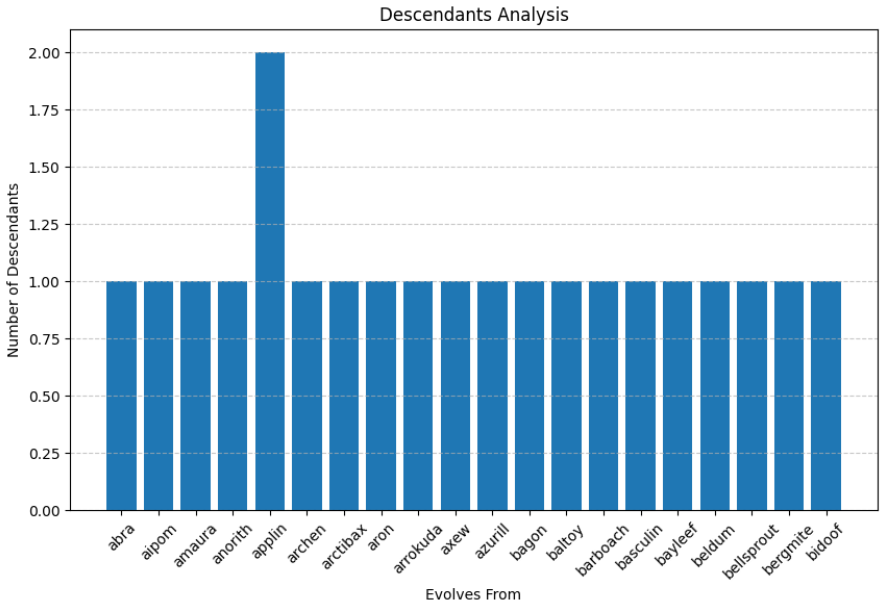 Descendants Analysis
Number of Descendants
2.00
1.75
1.50
1.25
1.00
0.75
0.50
0.25
0.00
abra
aipom
amaura
anorith
applin
archen
arctibax
aron
arrokuda
axew
azurill
bagon
baltoy
barboach
basculin
bayleef
beldum
bellsprout
bergmite
bidoof
Evolves From